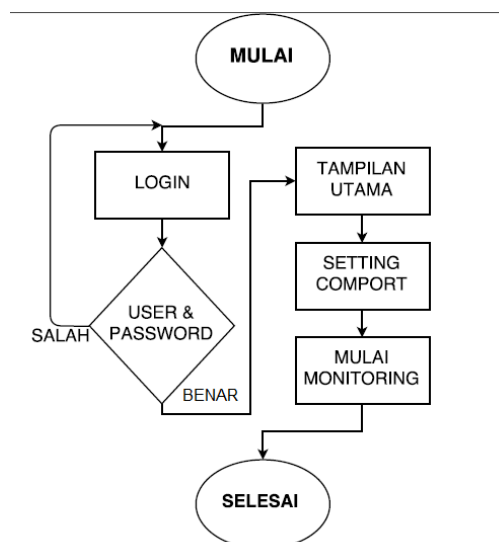 MULAI
LOGIN
USER &
PASSWORD
SALAH
BENAR
TAMPILAN
UTAMA
SETTING
COMPORT
MULAI
MONITORING
SELESAI